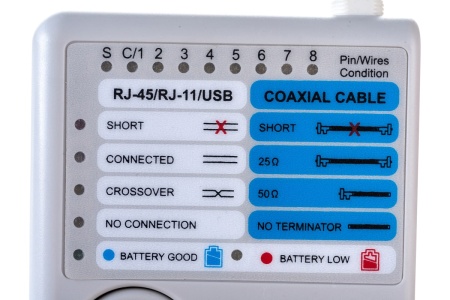 S C/1 2 3 4 5 6 7 8 Pin/Wires
Condition
RJ-45/RJ-11/USB COAXIAL CABLE
SHORT SHORT
CONNECTED 25Ω
CROSSOVER 50Ω
NO CONNECTION NO TERMINATOR
BATTERY GOOD BATTERY LOW